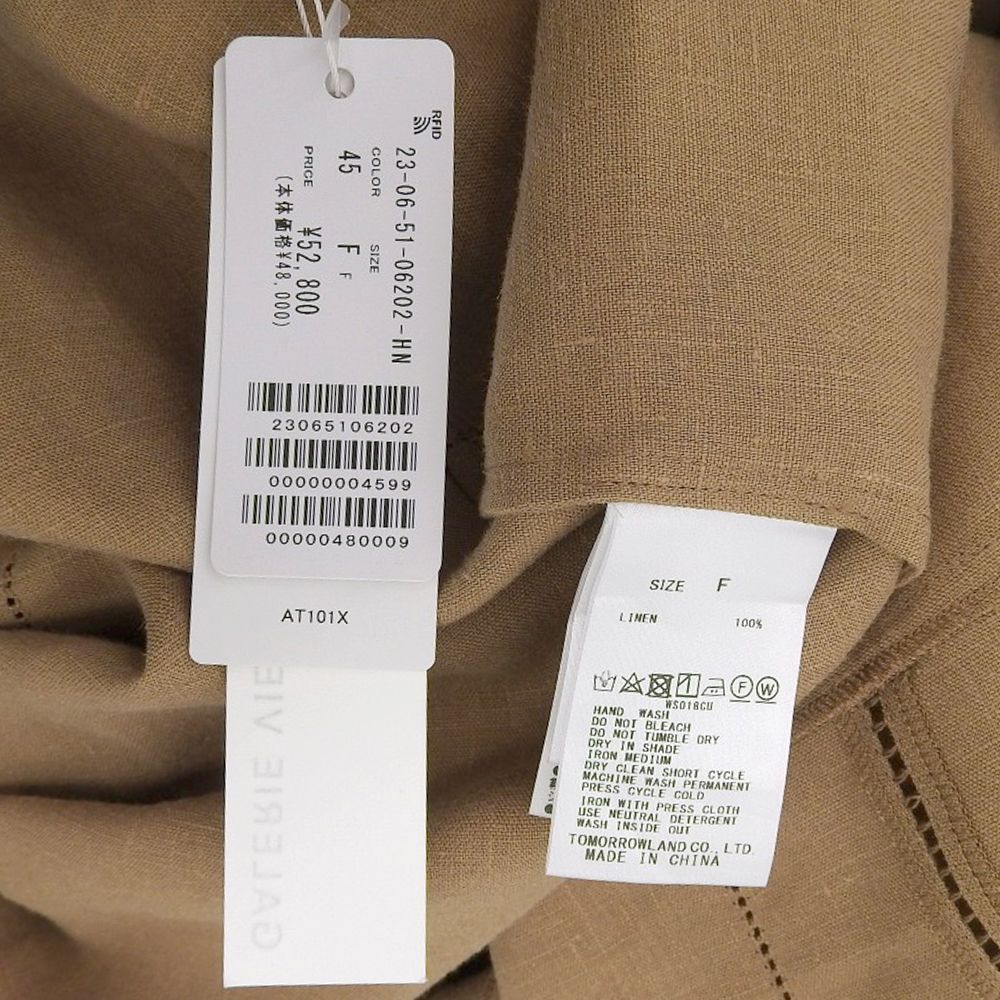 RFID
23-06-51-06202-HN
COLOR SIZE
45 F F
PRICE
¥52,800
(本体価格¥48,000)
23065106202
00000004599
00000480009
AT101X
GALERIE VIE
SIZE F
LINEN 100%
F W
WS018CU
HAND WASH
DO NOT BLEACH
DO NOT TUMBLE DRY
DRY IN SHADE
IRON MEDIUM
DRY CLEAN SHORT CYCLE
MACHINE WASH PERMANENT
PRESS CYCLE COLD
IRON WITH PRESS CLOTH
USE NEUTRAL DETERGENT
WASH INSIDE OUT
TOMORROWLAND CO., LTD.
MADE IN CHINA